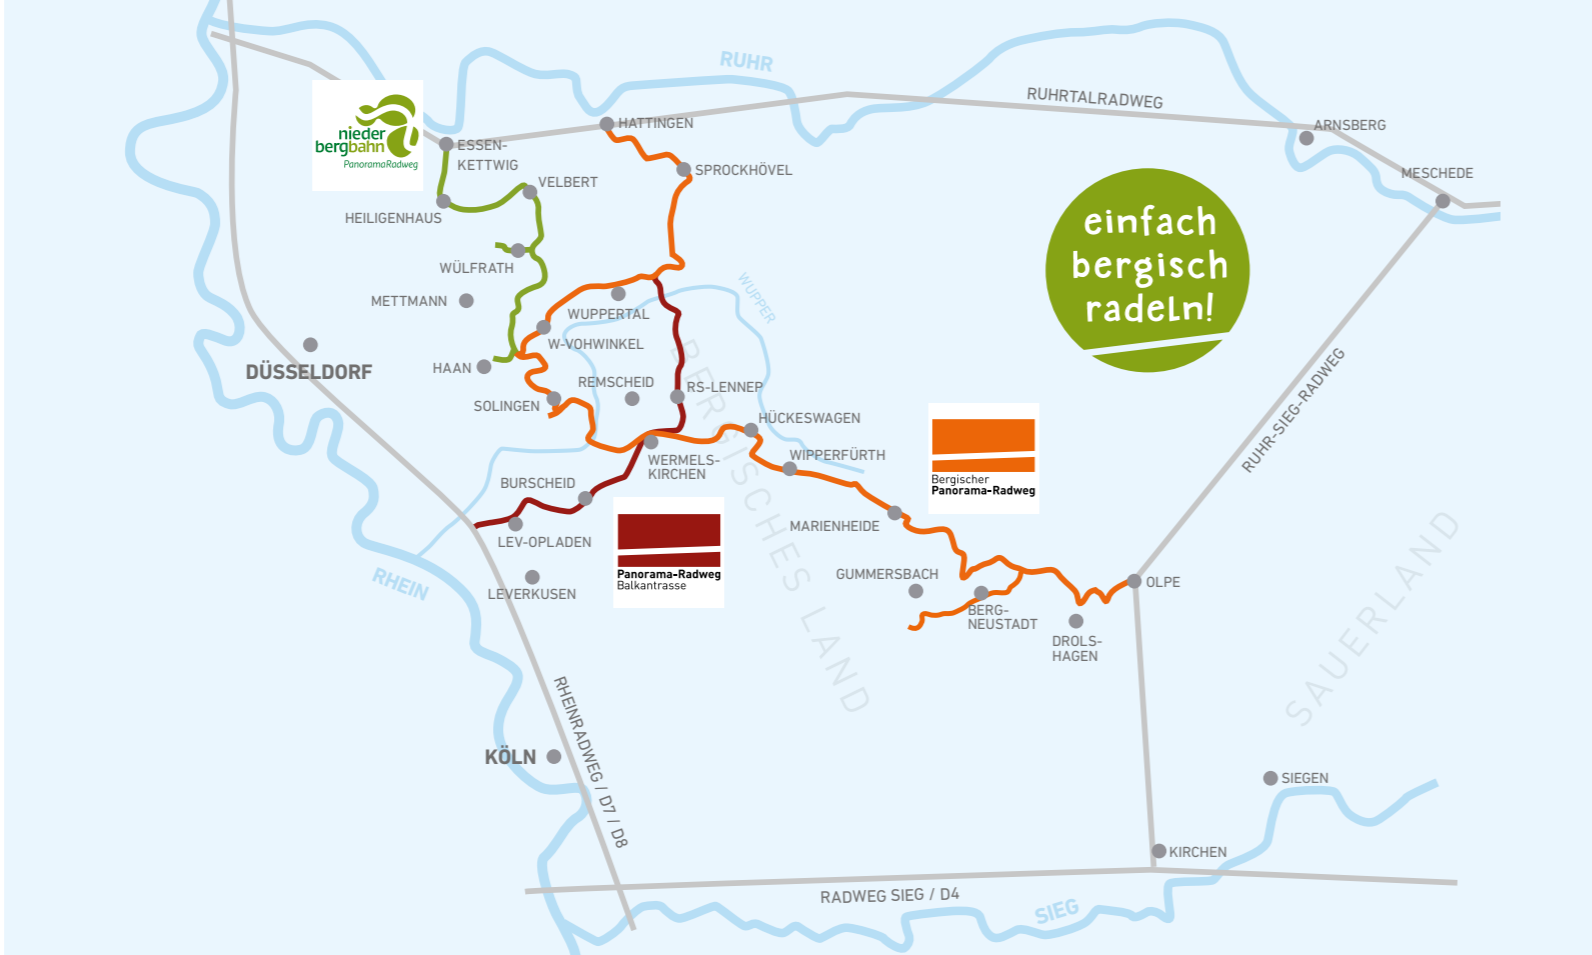 RUHR
RUHRTALRADWEG
nieder
bergbahn
PanoramaRadweg
HATTINGEN
ARNSBERG
ESSEN-
KETTWIG
SPROCKHÖVEL
MESCHEDE
VELBERT
HEILIGENHAUS
einfach
bergisch
radeln!
WÜLFRATH
METTMANN
WUPPER
WUPPERTAL
W-VOHWINKEL
DÜSSELDORF
HAAN
REMSCHEID
RS-LENNEP
SOLINGEN
RUHR-SIEG-RADWEG
HÜCKESWAGEN
WERMELS-
KIRCHEN
WIPPERFÜRTH
BURSCHEID
Bergischer
Panorama-Radweg
BERGISCHES LAND
MARIENHEIDE
LEV-OPLADEN
RHEIN
LEVERKUSEN
Panorama-Radweg
Balkantrasse
GUMMERSBACH
OLPE
BERG-
NEUSTADT
DROLS-
HAGEN
SAUERLAND
RHEINRADWEG / D7 / D8
KÖLN
SIEGEN
KIRCHEN
RADWEG SIEG / D4
SIEG